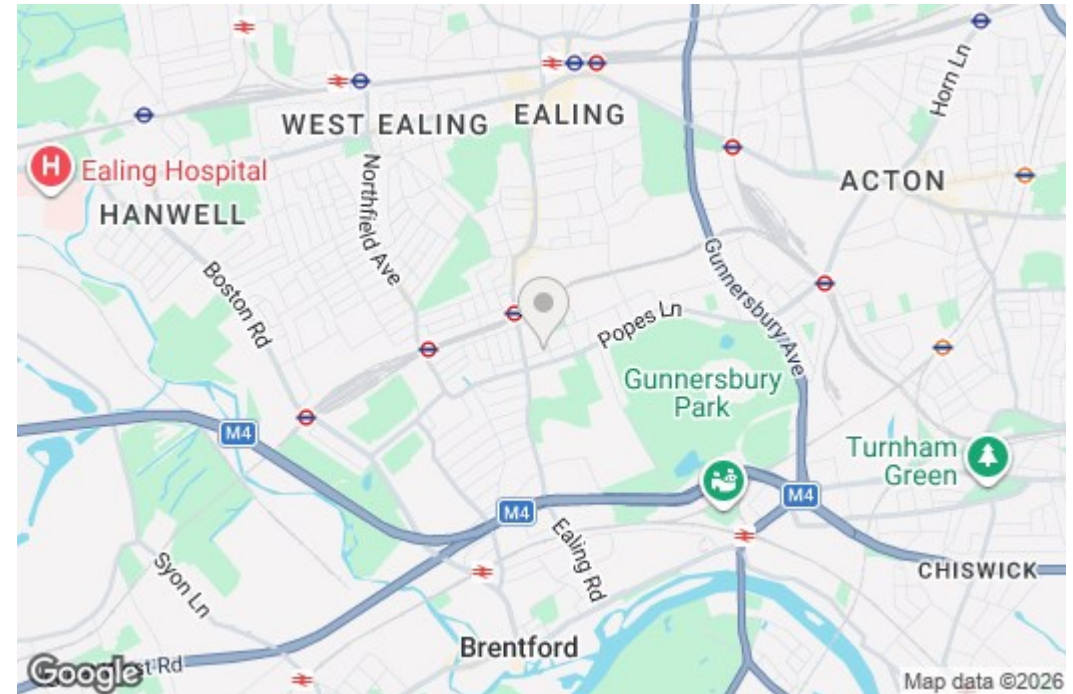 Horn Ln
WEST EALING
EALING
H
Ealing Hospital
ACTON
HANWELL
Northfield Ave
Gunnersbury Ave
Boston Rd
Popes Ln
Gunnersbury
Park
M4
Turnham
Green
M4
M4
Ealing Rd
CHISWICK
Syon Ln
Brentford
Google
Rd
Map data ©2026